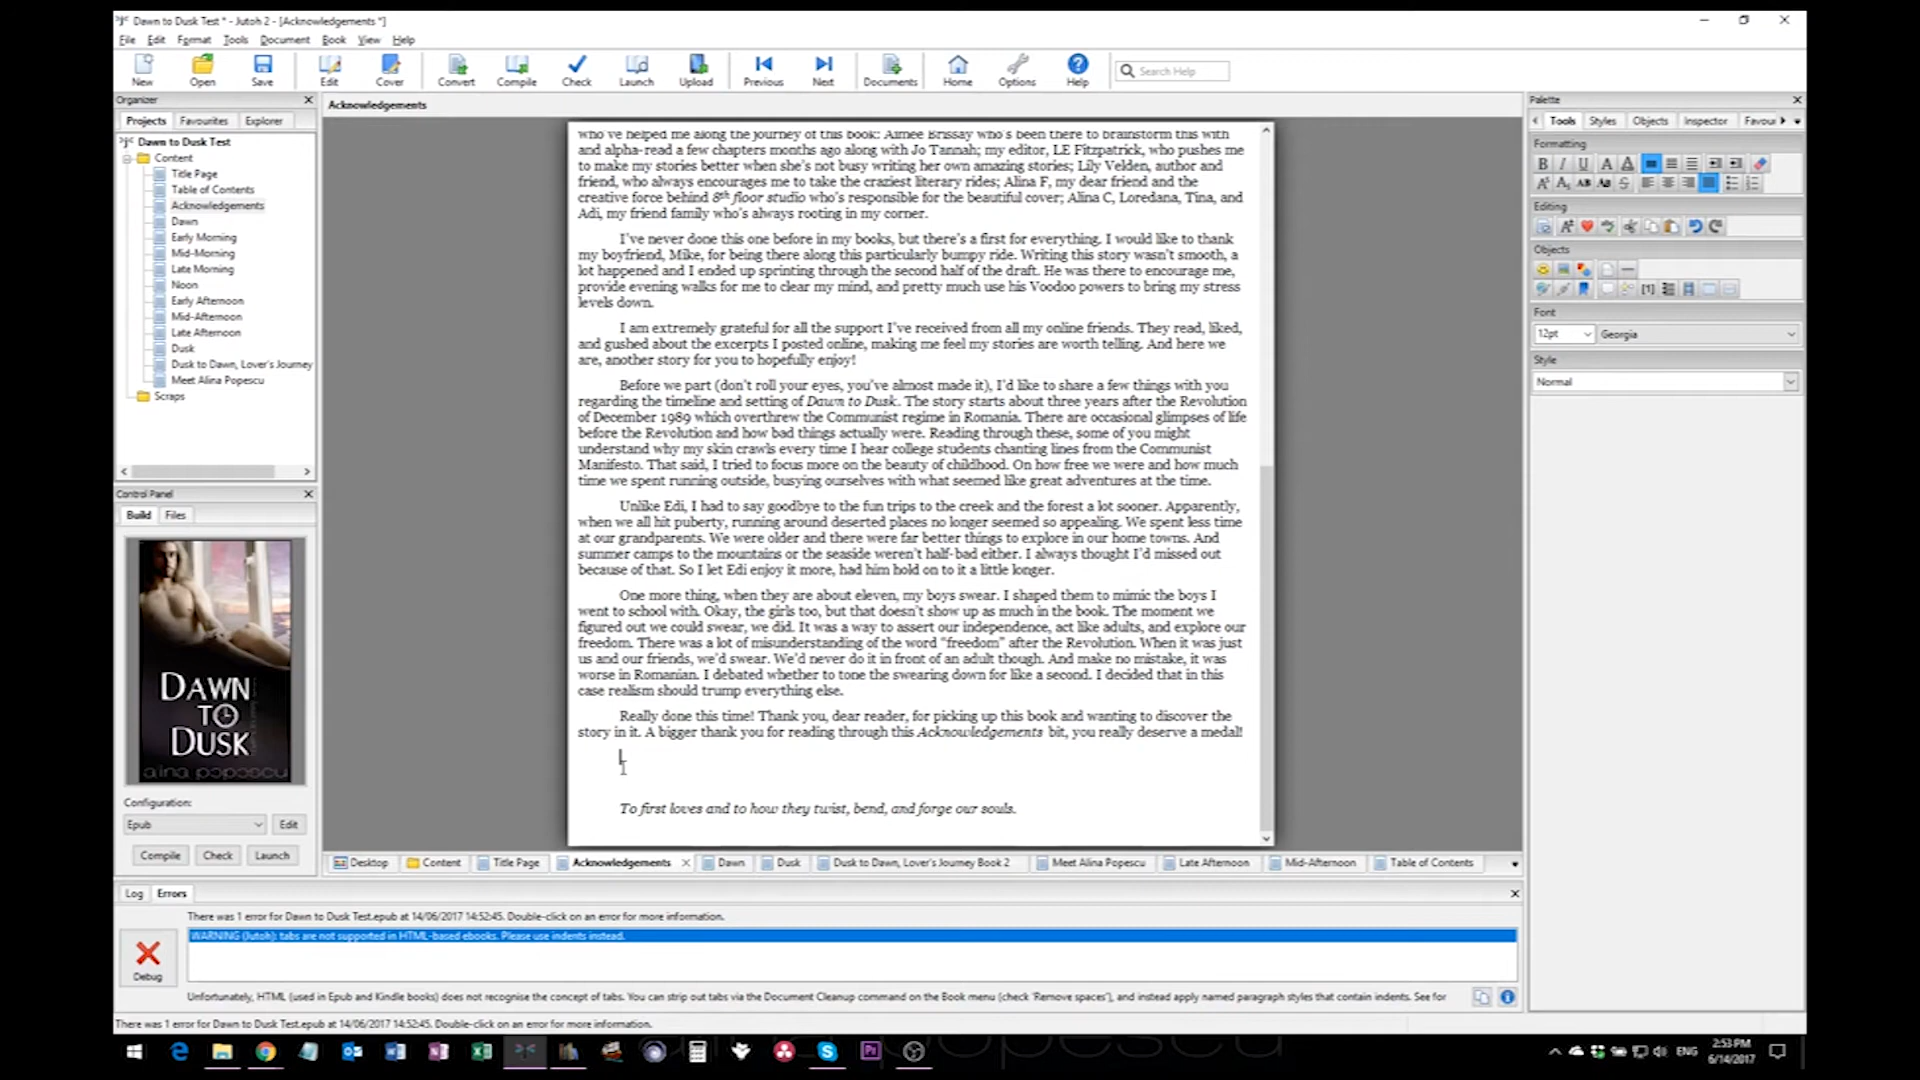 Dawn to Dusk Test * - Jutoh 2 - [Acknowledgements *]
File Edit Format Tools Document Book View Help
New Open Save Edit Cover Convert Compile Check Launch Upload Previous Next Documents Home Options Help Search Help
Organizer
Projects Favourites Explorer
Dawn to Dusk Test
Content
Title Page
Table of Contents
Acknowledgements
Dawn
Early Morning
Mid-Morning
Late Morning
Noon
Early Afternoon
Mid-Afternoon
Late Afternoon
Dusk
Dusk to Dawn, Lover's Journey
Meet Alina Popescu
Scraps
Control Panel
Build Files
DAWN
TO
DUSK
alina popescu
Configuration:
Epub Edit
Compile Check Launch
Acknowledgements
who've helped me along the journey of this book: Aimee Brissay who's been there to brainstorm this with
and alpha-read a few chapters months ago along with Jo Tannah; my editor, LE Fitzpatrick, who pushes me
to make my stories better when she's not busy writing her own amazing stories; Lily Velden, author and
friend, who always encourages me to take the craziest literary rides; Alina F, my dear friend and the
creative force behind 8th floor studio who's responsible for the beautiful cover; Alina C, Loredana, Tina, and
Adi, my friend family who's always rooting in my corner.
I've never done this one before in my books, but there's a first for everything. I would like to thank
my boyfriend, Mike, for being there along this particularly bumpy ride. Writing this story wasn't smooth, a
lot happened and I ended up sprinting through the second half of the draft. He was there to encourage me,
provide evening walks for me to clear my mind, and pretty much use his Voodoo powers to bring my stress
levels down.
I am extremely grateful for all the support I've received from all my online friends. They read, liked,
and gushed about the excerpts I posted online, making me feel my stories are worth telling. And here we
are, another story for you to hopefully enjoy!
Before we part (don't roll your eyes, you've almost made it), I'd like to share a few things with you
regarding the timeline and setting of Dawn to Dusk. The story starts about three years after the Revolution
of December 1989 which overthrew the Communist regime in Romania. There are occasional glimpses of life
before the Revolution and how bad things actually were. Reading through these, some of you might
understand why my skin crawls every time I hear college students chanting lines from the Communist
Manifesto. That said, I tried to focus more on the beauty of childhood. On how free we were and how much
time we spent running outside, busying ourselves with what seemed like great adventures at the time.
Unlike Edi, I had to say goodbye to the fun trips to the creek and the forest a lot sooner. Apparently,
when we all hit puberty, running around deserted places no longer seemed so appealing. We spent less time
at our grandparents. We were older and there were far better things to explore in our home towns. And
summer camps to the mountains or the seaside weren't half-bad either. I always thought I'd missed out
because of that. So I let Edi enjoy it more, had him hold on to it a little longer.
One more thing, when they are about eleven, my boys swear. I shaped them to mimic the boys I
went to school with. Okay, the girls too, but that doesn't show up as much in the book. The moment we
figured out we could swear, we did. It was a way to assert our independence, act like adults, and explore our
freedom. There was a lot of misunderstanding of the word "freedom" after the Revolution. When it was just
us and our friends, we'd swear. We'd never do it in front of an adult though. And make no mistake, it was
worse in Romanian. I debated whether to tone the swearing down for like a second. I decided that in this
case realism should trump everything else.
Really done this time! Thank you, dear reader, for picking up this book and wanting to discover the
story in it. A bigger thank you for reading through this Acknowledgements bit, you really deserve a medal!
To first loves and to how they twist, bend, and forge our souls.
Desktop Content Title Page Acknowledgements Dawn Dusk Dusk to Dawn, Lover's Journey Book 2 Meet Alina Popescu Late Afternoon Mid-Afternoon Table of Contents
Palette
Tools Styles Objects Inspector Favou
Formatting
Editing
Objects
Font
12pt Georgia
Style
Normal
Log Errors
There was 1 error for Dawn to Dusk Test.epub at 14/06/2017 14:52:45. Double-click on an error for more information.
WARNING (Jutoh): tabs are not supported in HTML-based ebooks. Please use indents instead.
Debug
Unfortunately, HTML (used in Epub and Kindle books) does not recognise the concept of tabs. You can strip out tabs via the Document Cleanup command on the Book menu (check 'Remove spaces'), and instead apply named paragraph styles that contain indents. See for
There was 1 error for Dawn to Dusk Test.epub at 14/06/2017 14:52:45. Double-click on an error for more information.
alina popescu
ENG
2:53 PM
6/14/2017